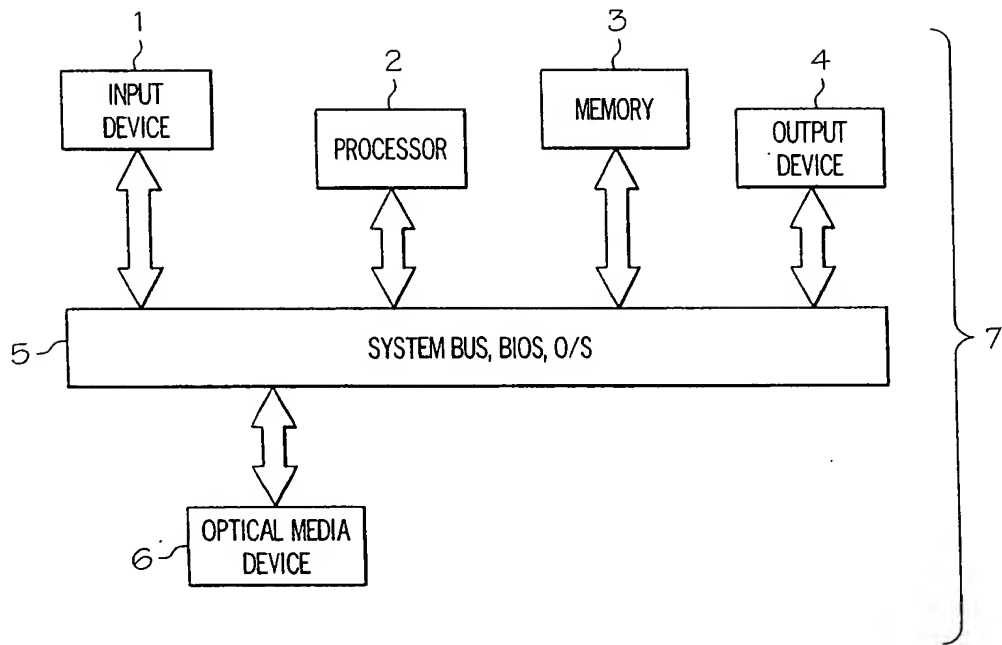 1
INPUT
DEVICE
2
PROCESSOR
3
MEMORY
4
OUTPUT
DEVICE
5
SYSTEM BUS, BIOS, O/S
7
6
OPTICAL MEDIA
DEVICE